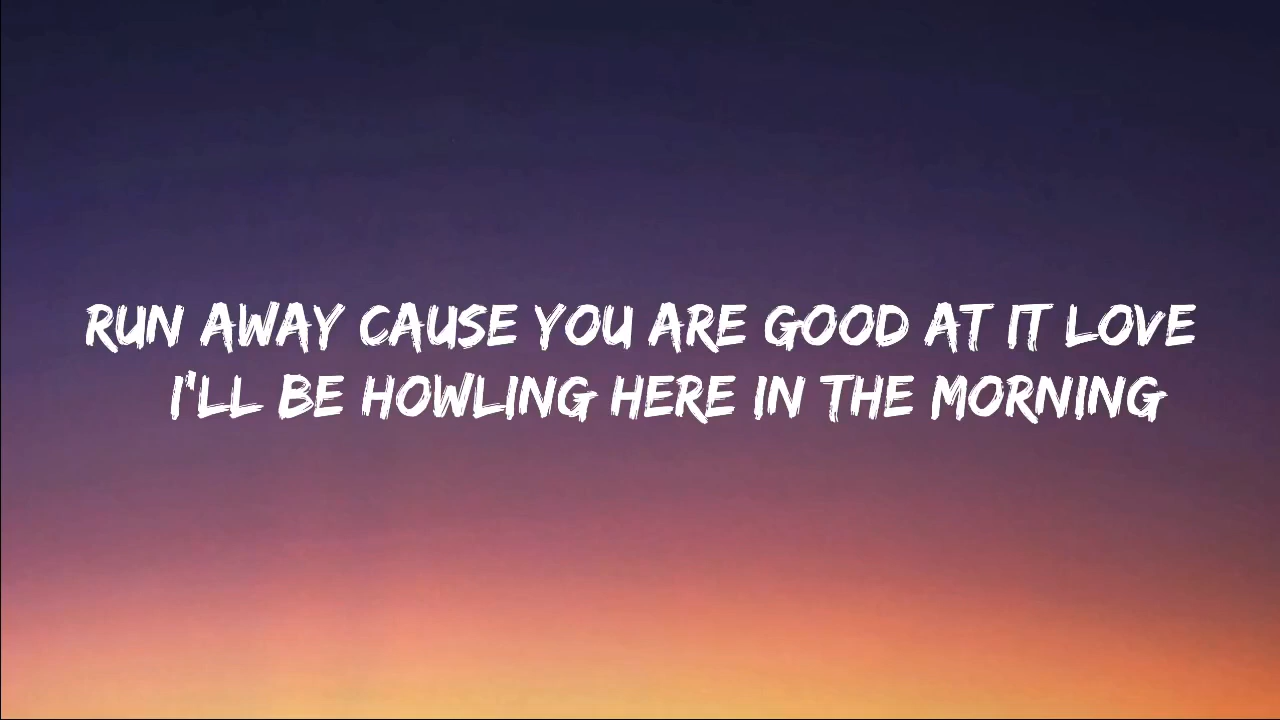 RUN AWAY CAUSE YOU ARE GOOD AT IT LOVE
I'LL BE HOWLING HERE IN THE MORNING